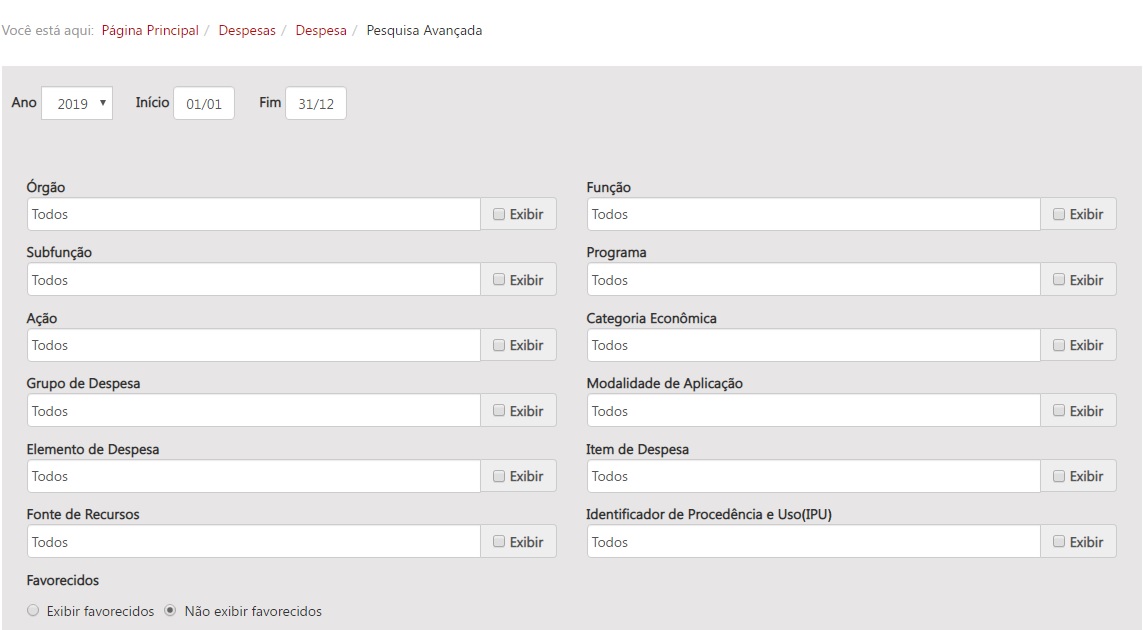 Você está aqui: Página Principal / Despesas / Despesa / Pesquisa Avançada
Ano 2019 Início 01/01 Fim 31/12
Órgão Função
Todos Exibir Todos Exibir
Subfunção Programa
Todos Exibir Todos Exibir
Ação Categoria Econômica
Todos Exibir Todos Exibir
Grupo de Despesa Modalidade de Aplicação
Todos Exibir Todos Exibir
Elemento de Despesa Item de Despesa
Todos Exibir Todos Exibir
Fonte de Recursos Identificador de Procedência e Uso(IPU)
Todos Exibir Todos Exibir
Favorecidos
Exibir favorecidos Não exibir favorecidos